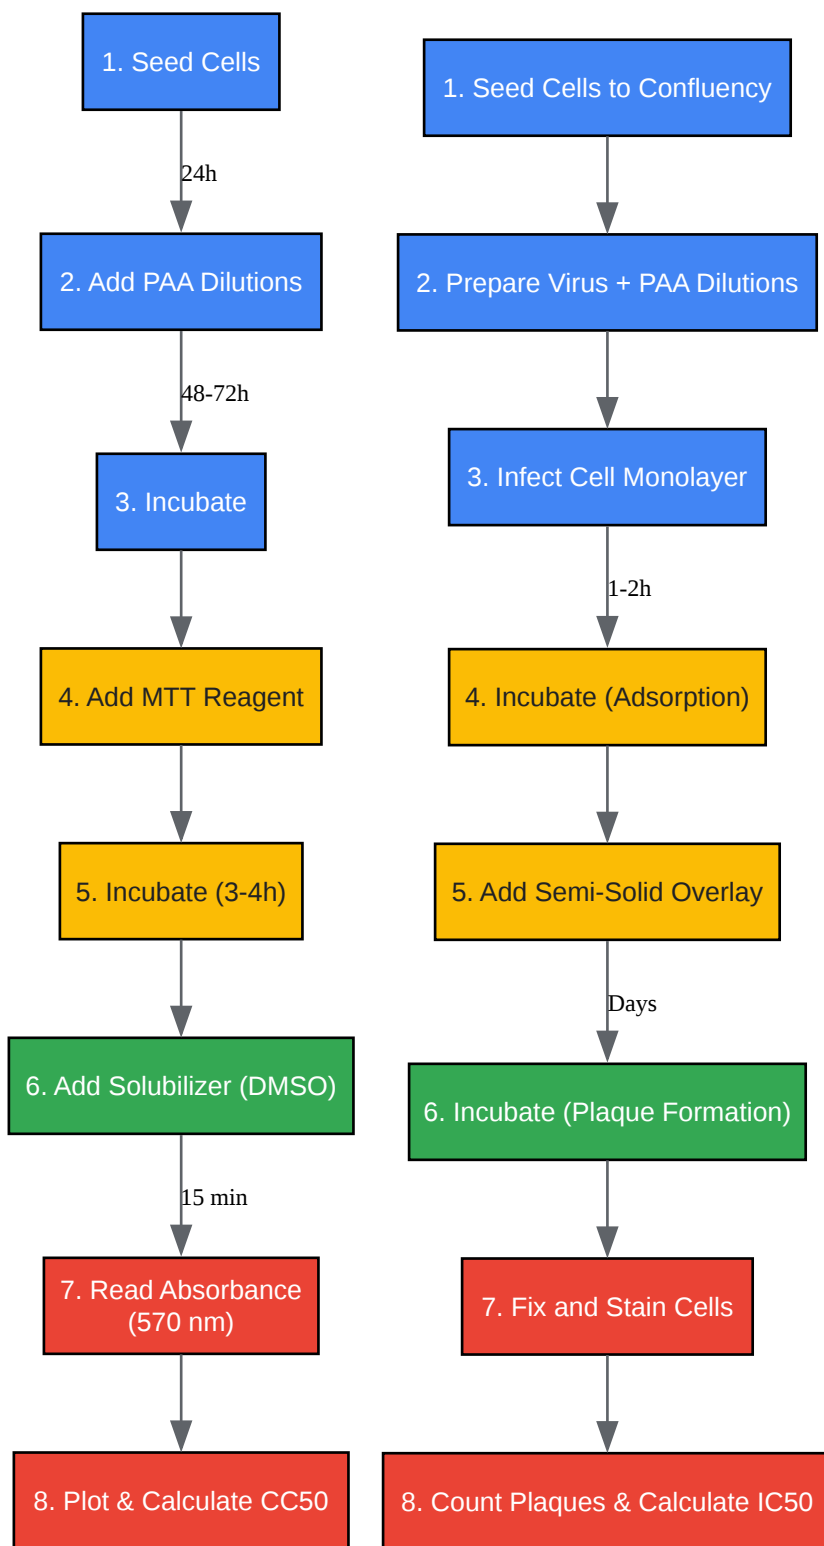 1. Seed Cells
24h
2. Add PAA Dilutions
48-72h
3. Incubate
4. Add MTT Reagent
5. Incubate (3-4h)
6. Add Solubilizer (DMSO)
15 min
7. Read Absorbance
(570 nm)
8. Plot & Calculate CC50
1. Seed Cells to Confluency
2. Prepare Virus + PAA Dilutions
3. Infect Cell Monolayer
1-2h
4. Incubate (Adsorption)
5. Add Semi-Solid Overlay
Days
6. Incubate (Plaque Formation)
7. Fix and Stain Cells
8. Count Plaques & Calculate IC50